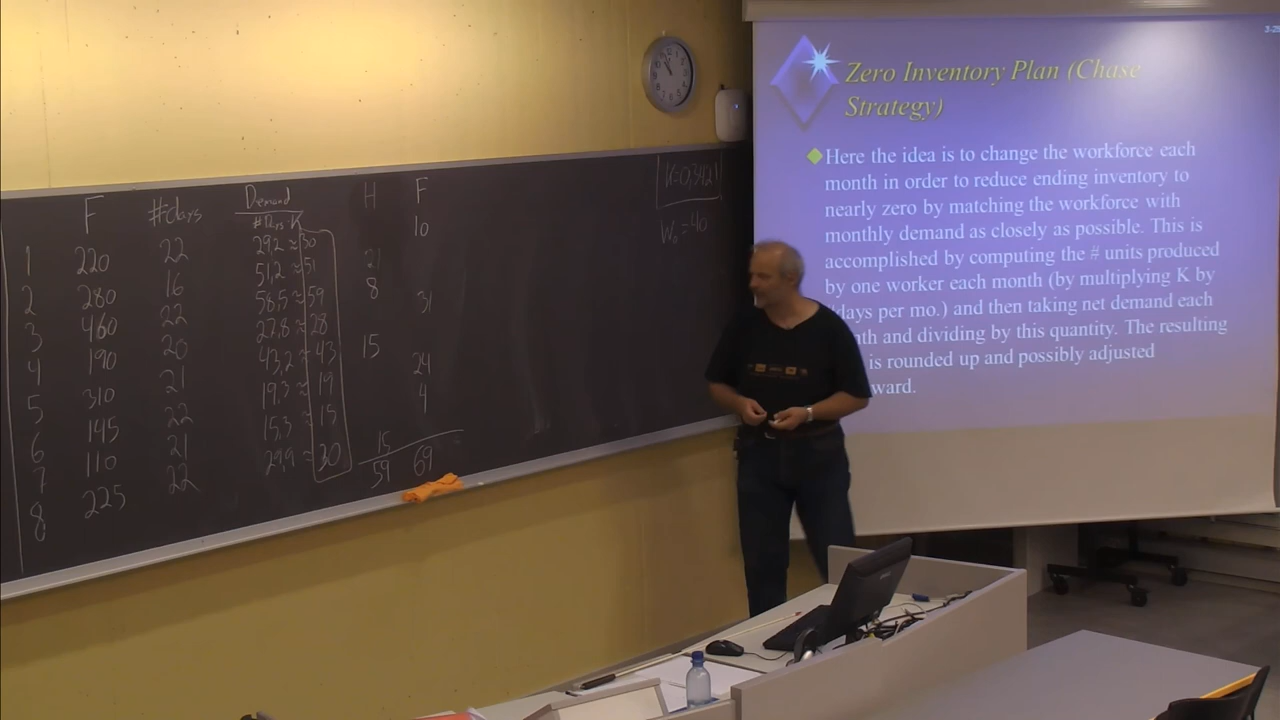 F #days Demand H F
#days K
10
1 220 22 29,2 ≈ 30
21
2 280 16 51,2 ≈ 51
8
3 460 22 58,5 ≈ 59
31
4 190 20 27,8 ≈ 28
5 310 21 43,2 ≈ 43
15
24
6 145 22 19,3 ≈ 19
4
7 110 21 15,3 ≈ 15
8 225 22 29,9 ≈ 30
15
59 69
K=0,3421
W₀=40
Zero Inventory Plan (Chase
Strategy)
Here the idea is to change the workforce each
month in order to reduce ending inventory to
nearly zero by matching the workforce with
monthly demand as closely as possible. This is
accomplished by computing the # units produced
by one worker each month (by multiplying K by
days per mo.) and then taking net demand each
and dividing by this quantity. The resulting
is rounded up and possibly adjusted
ward.